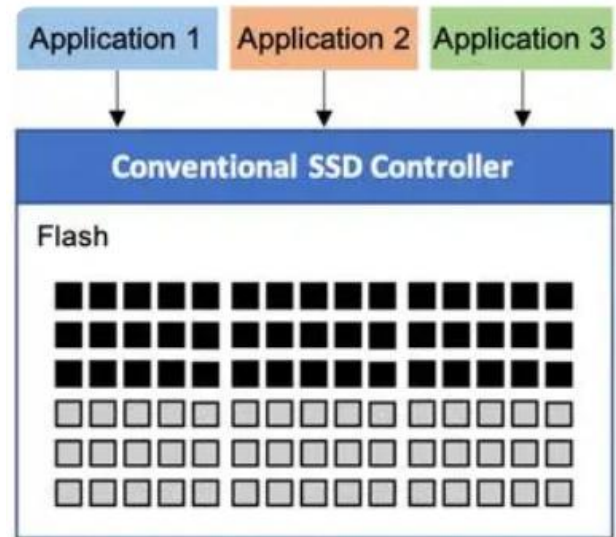 Application 1
Application 2
Application 3
Conventional SSD Controller
Flash